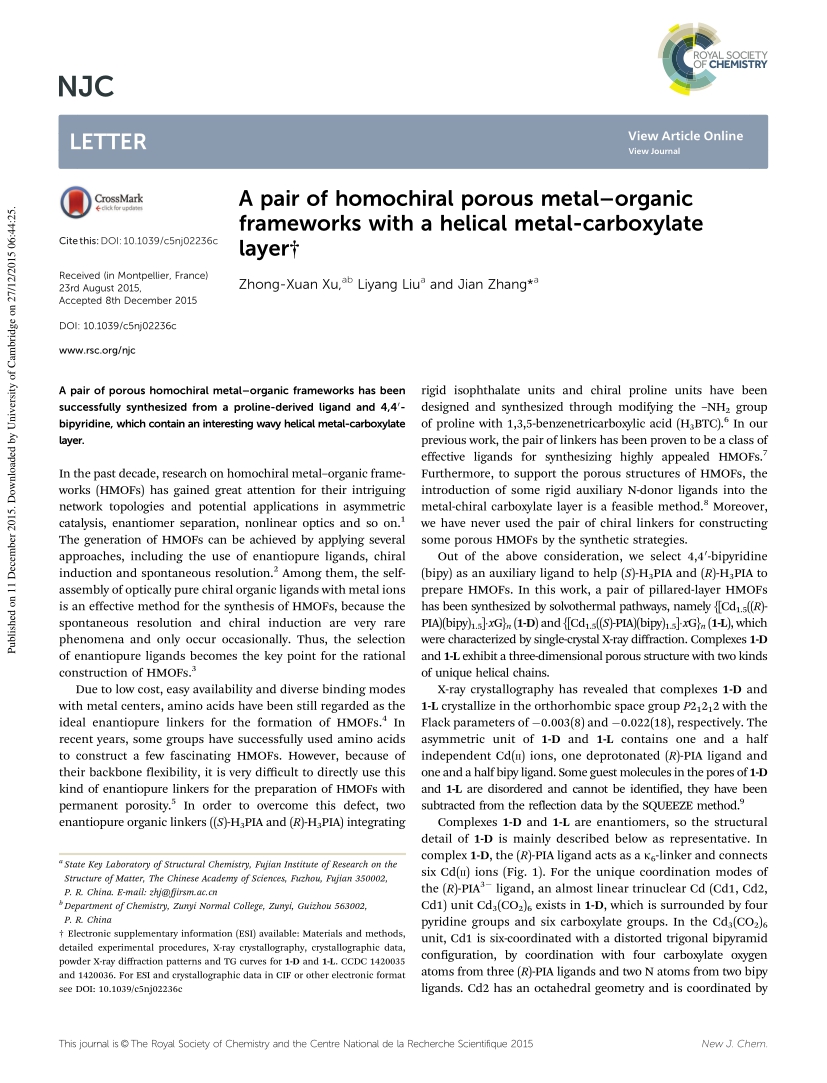 ROYAL SOCIETY
OF CHEMISTRY
NJC
LETTER
View Article Online
View Journal
Published on 11 December 2015. Downloaded by University of Cambridge on 27/12/2015 06:44:25.
CrossMark
click for updates
Cite this: DOI: 10.1039/c5nj02236c
Received (in Montpellier, France)
23rd August 2015,
Accepted 8th December 2015
DOI: 10.1039/c5nj02236c
www.rsc.org/njc
A pair of homochiral porous metal–organic
frameworks with a helical metal-carboxylate
layer†
Zhong-Xuan Xu,ab Liyang Liua and Jian Zhang*a
A pair of porous homochiral metal–organic frameworks has been
successfully synthesized from a proline-derived ligand and 4,4′-
bipyridine, which contain an interesting wavy helical metal-carboxylate
layer.
In the past decade, research on homochiral metal–organic frame-
works (HMOFs) has gained great attention for their intriguing
network topologies and potential applications in asymmetric
catalysis, enantiomer separation, nonlinear optics and so on.1
The generation of HMOFs can be achieved by applying several
approaches, including the use of enantiopure ligands, chiral
induction and spontaneous resolution.2 Among them, the self-
assembly of optically pure chiral organic ligands with metal ions
is an effective method for the synthesis of HMOFs, because the
spontaneous resolution and chiral induction are very rare
phenomena and only occur occasionally. Thus, the selection
of enantiopure ligands becomes the key point for the rational
construction of HMOFs.3
Due to low cost, easy availability and diverse binding modes
with metal centers, amino acids have been still regarded as the
ideal enantiopure linkers for the formation of HMOFs.4 In
recent years, some groups have successfully used amino acids
to construct a few fascinating HMOFs. However, because of
their backbone flexibility, it is very difficult to directly use this
kind of enantiopure linkers for the preparation of HMOFs with
permanent porosity.5 In order to overcome this defect, two
enantiopure organic linkers ((S)-H3PIA and (R)-H3PIA) integrating
a State Key Laboratory of Structural Chemistry, Fujian Institute of Research on the
Structure of Matter, The Chinese Academy of Sciences, Fuzhou, Fujian 350002,
P. R. China. E-mail: zhj@fjirsm.ac.cn
b Department of Chemistry, Zunyi Normal College, Zunyi, Guizhou 563002,
P. R. China
† Electronic supplementary information (ESI) available: Materials and methods,
detailed experimental procedures, X-ray crystallography, crystallographic data,
powder X-ray diffraction patterns and TG curves for 1-D and 1-L. CCDC 1420035
and 1420036. For ESI and crystallographic data in CIF or other electronic format
see DOI: 10.1039/c5nj02236c
rigid isophthalate units and chiral proline units have been
designed and synthesized through modifying the –NH2 group
of proline with 1,3,5-benzenetricarboxylic acid (H3BTC).6 In our
previous work, the pair of linkers has been proven to be a class of
effective ligands for synthesizing highly appealed HMOFs.7
Furthermore, to support the porous structures of HMOFs, the
introduction of some rigid auxiliary N-donor ligands into the
metal-chiral carboxylate layer is a feasible method.8 Moreover,
we have never used the pair of chiral linkers for constructing
some porous HMOFs by the synthetic strategies.
Out of the above consideration, we select 4,4′-bipyridine
(bipy) as an auxiliary ligand to help (S)-H3PIA and (R)-H3PIA to
prepare HMOFs. In this work, a pair of pillared-layer HMOFs
has been synthesized by solvothermal pathways, namely {[Cd1.5((R)-
PIA)(bipy)1.5]·xG}n (1-D) and {[Cd1.5((S)-PIA)(bipy)1.5]·xG}n (1-L), which
were characterized by single-crystal X-ray diffraction. Complexes 1-D
and 1-L exhibit a three-dimensional porous structure with two kinds
of unique helical chains.
X-ray crystallography has revealed that complexes 1-D and
1-L crystallize in the orthorhombic space group P21212 with the
Flack parameters of −0.003(8) and −0.022(18), respectively. The
asymmetric unit of 1-D and 1-L contains one and a half
independent Cd(II) ions, one deprotonated (R)-PIA ligand and
one and a half bipy ligand. Some guest molecules in the pores of 1-D
and 1-L are disordered and cannot be identified, they have been
subtracted from the reflection data by the SQUEEZE method.9
Complexes 1-D and 1-L are enantiomers, so the structural
detail of 1-D is mainly described below as representative. In
complex 1-D, the (R)-PIA ligand acts as a κ6-linker and connects
six Cd(II) ions (Fig. 1). For the unique coordination modes of
the (R)-PIA3− ligand, an almost linear trinuclear Cd (Cd1, Cd2,
Cd1) unit Cd3(CO2)6 exists in 1-D, which is surrounded by four
pyridine groups and six carboxylate groups. In the Cd3(CO2)6
unit, Cd1 is six-coordinated with a distorted trigonal bipyramid
configuration, by coordination with four carboxylate oxygen
atoms from three (R)-PIA ligands and two N atoms from two bipy
ligands. Cd2 has an octahedral geometry and is coordinated by
This journal is © The Royal Society of Chemistry and the Centre National de la Recherche Scientifique 2015
New J. Chem.